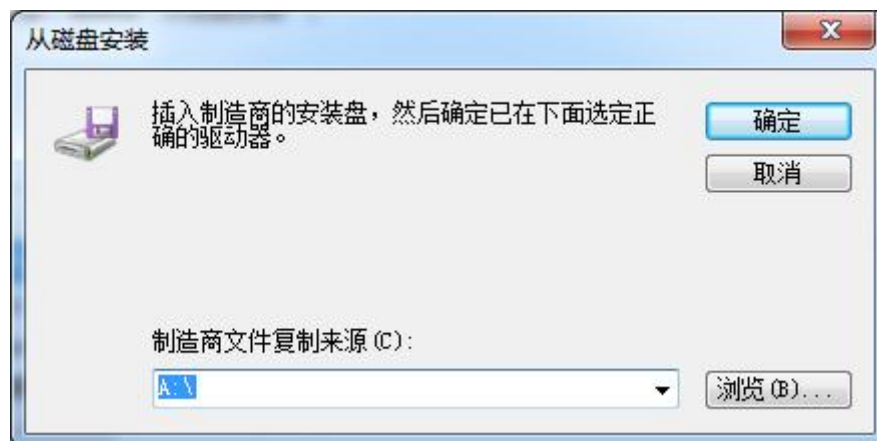 从磁盘安装
插入制造商的安装盘，然后确定已在下面选定正
确的驱动器。
确定
取消
制造商文件复制来源(C):
A:\
浏览(B)...